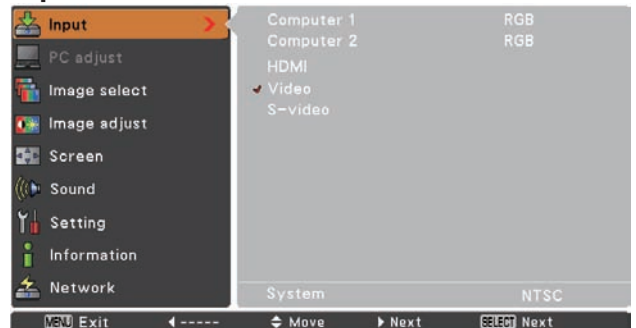 Input
PC adjust
Image select
Image adjust
Screen
Sound
Setting
Information
Network
Computer 1 RGB
Computer 2 RGB
HDMI
Video
S-video
System NTSC
MENU Exit ----- Move Next SELECT Next